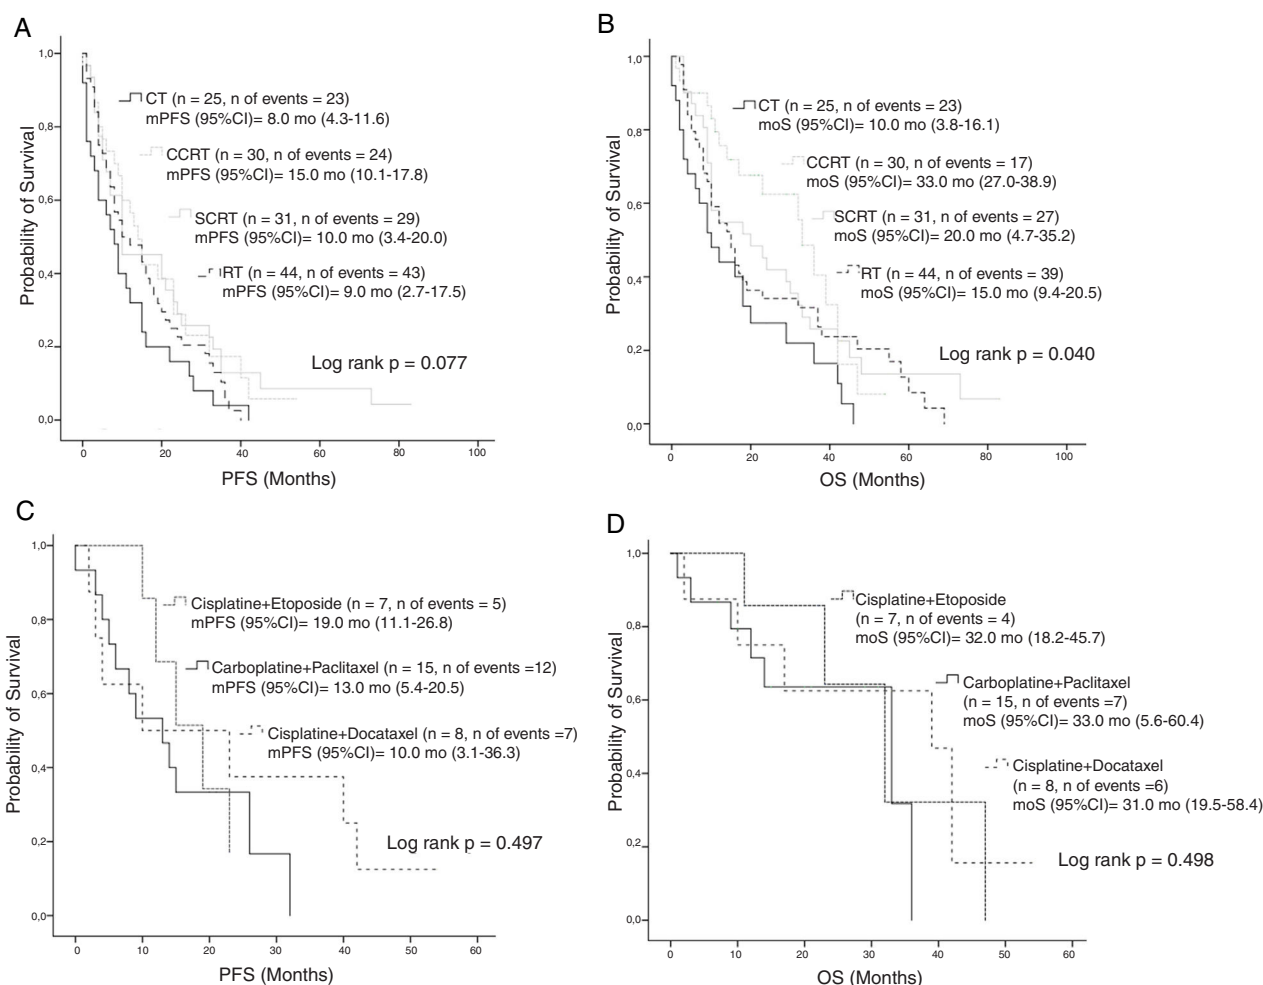 A
1,0
0,8
0,6
0,4
0,2
0,0
Probability of Survival
CT (n = 25, n of events = 23)
mPFS (95%CI)= 8.0 mo (4.3-11.6)
CCRT (n = 30, n of events = 24)
mPFS (95%CI)= 15.0 mo (10.1-17.8)
SCRT (n = 31, n of events = 29)
mPFS (95%CI)= 10.0 mo (3.4-20.0)
RT (n = 44, n of events = 43)
mPFS (95%CI)= 9.0 mo (2.7-17.5)
Log rank p = 0.077
0 20 40 60 80 100
PFS (Months)
B
1,0
0,8
0,6
0,4
0,2
0,0
Probability of Survival
CT (n = 25, n of events = 23)
moS (95%CI)= 10.0 mo (3.8-16.1)
CCRT (n = 30, n of events = 17)
moS (95%CI)= 33.0 mo (27.0-38.9)
SCRT (n = 31, n of events = 27)
moS (95%CI)= 20.0 mo (4.7-35.2)
RT (n = 44, n of events = 39)
moS (95%CI)= 15.0 mo (9.4-20.5)
Log rank p = 0.040
0 20 40 60 80 100
OS (Months)
C
1,0
0,8
0,6
0,4
0,2
0,0
Probability of Survival
Cisplatine+Etoposide (n = 7, n of events = 5)
mPFS (95%CI)= 19.0 mo (11.1-26.8)
Carboplatine+Paclitaxel (n = 15, n of events =12)
mPFS (95%CI)= 13.0 mo (5.4-20.5)
Cisplatine+Docataxel (n = 8, n of events =7)
mPFS (95%CI)= 10.0 mo (3.1-36.3)
Log rank p = 0.497
0 10 20 30 40 50 60
PFS (Months)
D
1,0
0,8
0,6
0,4
0,2
0,0
Probability of Survival
Cisplatine+Etoposide
(n = 7, n of events = 4)
moS (95%CI)= 32.0 mo (18.2-45.7)
Carboplatine+Paclitaxel
(n = 15, n of events =7)
moS (95%CI)= 33.0 mo (5.6-60.4)
Cisplatine+Docataxel
(n = 8, n of events =6)
moS (95%CI)= 31.0 mo (19.5-58.4)
Log rank p = 0.498
0 10 20 30 40 50 60
OS (Months)